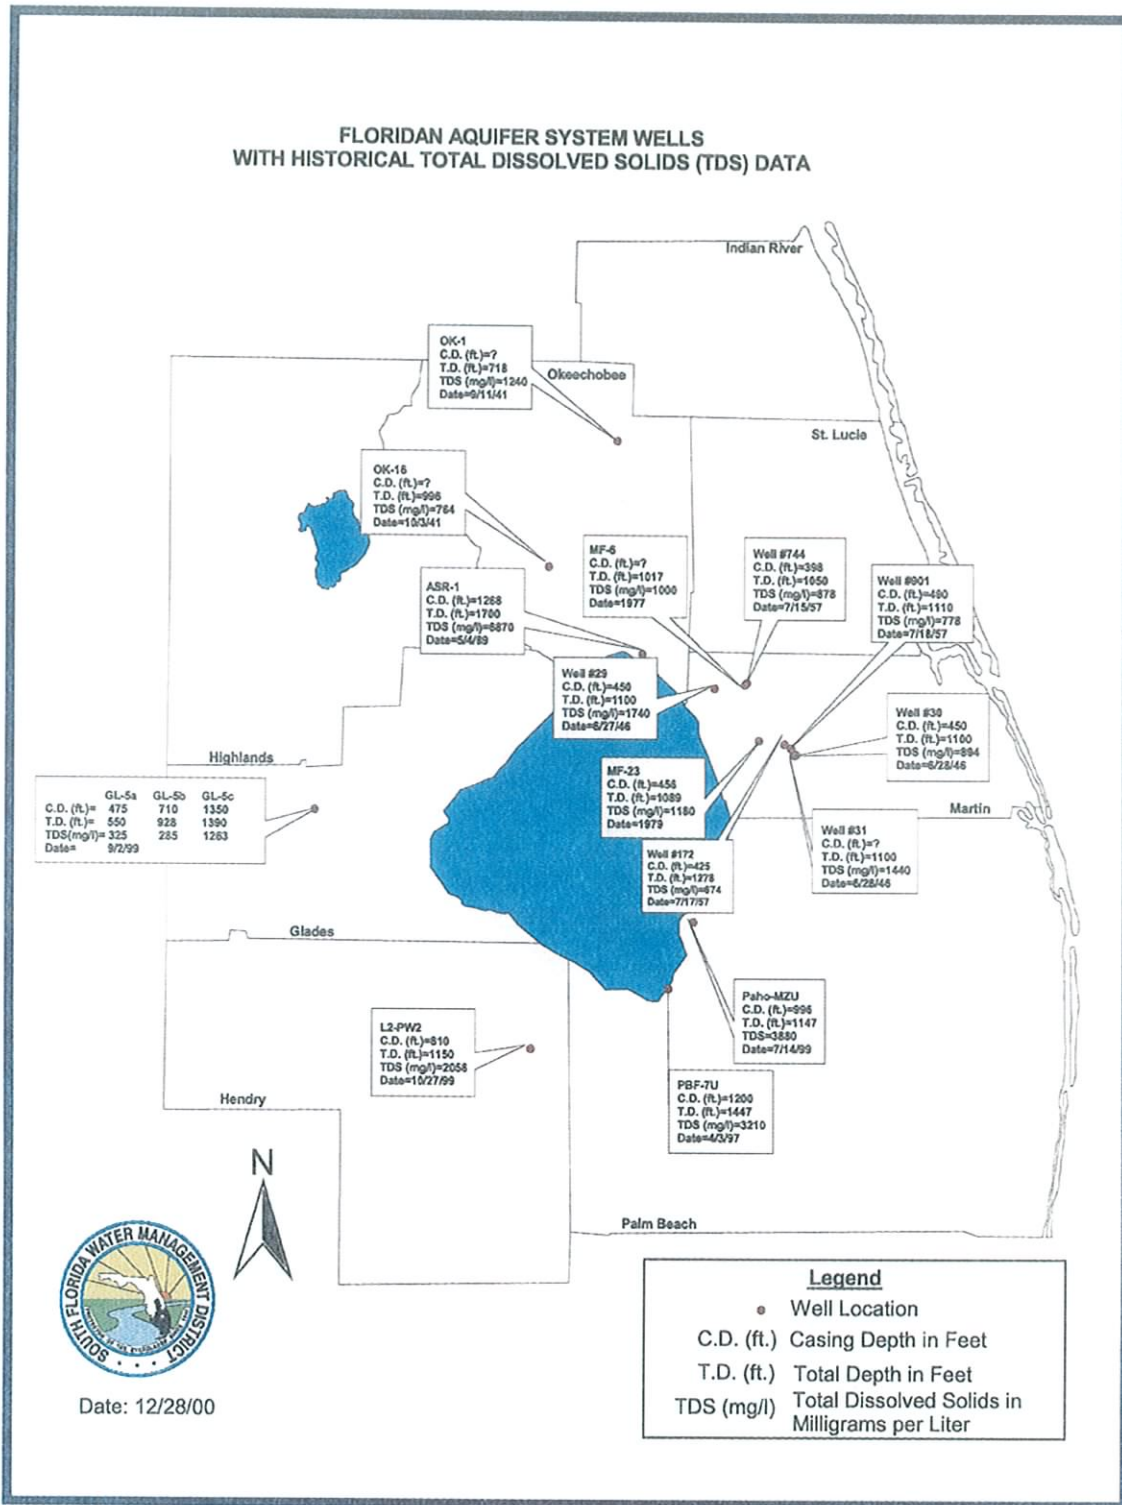 FLORIDAN AQUIFER SYSTEM WELLS
WITH HISTORICAL TOTAL DISSOLVED SOLIDS (TDS) DATA
Indian River
OK-1
C.D. (ft.)=?
T.D. (ft.)=718
TDS (mg/l)=1240
Date=9/11/41
Okeechobee
St. Lucie
OK-16
C.D. (ft.)=?
T.D. (ft.)=996
TDS (mg/l)=764
Date=10/3/41
MF-6
C.D. (ft.)=?
T.D. (ft.)=1017
TDS (mg/l)=1000
Date=1977
Well #744
C.D. (ft.)=398
T.D. (ft.)=1050
TDS (mg/l)=878
Date=7/15/57
Well #901
C.D. (ft.)=490
T.D. (ft.)=1110
TDS (mg/l)=778
Date=7/18/57
ASR-1
C.D. (ft.)=1268
T.D. (ft.)=1700
TDS (mg/l)=6870
Date=5/4/89
Well #29
C.D. (ft.)=450
T.D. (ft.)=1100
TDS (mg/l)=1740
Date=6/27/46
Well #30
C.D. (ft.)=450
T.D. (ft.)=1100
TDS (mg/l)=894
Date=6/28/46
Highlands
MF-23
C.D. (ft.)=456
T.D. (ft.)=1089
TDS (mg/l)=1180
Date=1979
GL-5a GL-5b GL-5c
C.D. (ft.)= 475 710 1350
T.D. (ft.)= 550 928 1390
TDS(mg/l)= 325 285 1263
Date= 9/2/99
Martin
Well #31
C.D. (ft.)=?
T.D. (ft.)=1100
TDS (mg/l)=1440
Date=6/28/46
Well #172
C.D. (ft.)=425
T.D. (ft.)=1278
TDS (mg/l)=674
Date=7/17/57
Glades
Paho-MZU
C.D. (ft.)=996
T.D. (ft.)=1147
TDS=3880
Date=7/14/99
L2-PW2
C.D. (ft.)=810
T.D. (ft.)=1150
TDS (mg/l)=2058
Date=10/27/99
PBF-7U
C.D. (ft.)=1200
T.D. (ft.)=1447
TDS (mg/l)=3210
Date=4/3/97
Hendry
N
Palm Beach
SOUTH FLORIDA WATER MANAGEMENT DISTRICT
Date: 12/28/00
Legend
Well Location
C.D. (ft.) Casing Depth in Feet
T.D. (ft.) Total Depth in Feet
TDS (mg/l) Total Dissolved Solids in
Milligrams per Liter